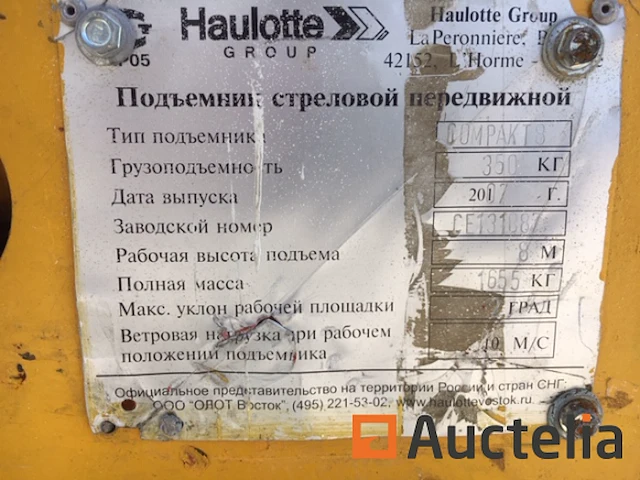 Haulotte
GROUP
Haulotte Group
LaPeronniere,
42152, L'Horme -
Подъемник стреловой передвижной
Тип подъемника COMPAKT 8
Грузоподъемность 350 КГ
Дата выпуска 2017 Г.
Заводской номер
Рабочая высота подъема 8 М
Полная масса 1655 КГ
Макс. уклон рабочей площадки ГРАД
Ветровая нагрузка при рабочем
положении подъемника М/С
Официальное представительство на территории России и стран СНГ:
ООО "ОЛОТ Восток", (495) 221-53-02, www.haulottevostok.ru.
Auctelia